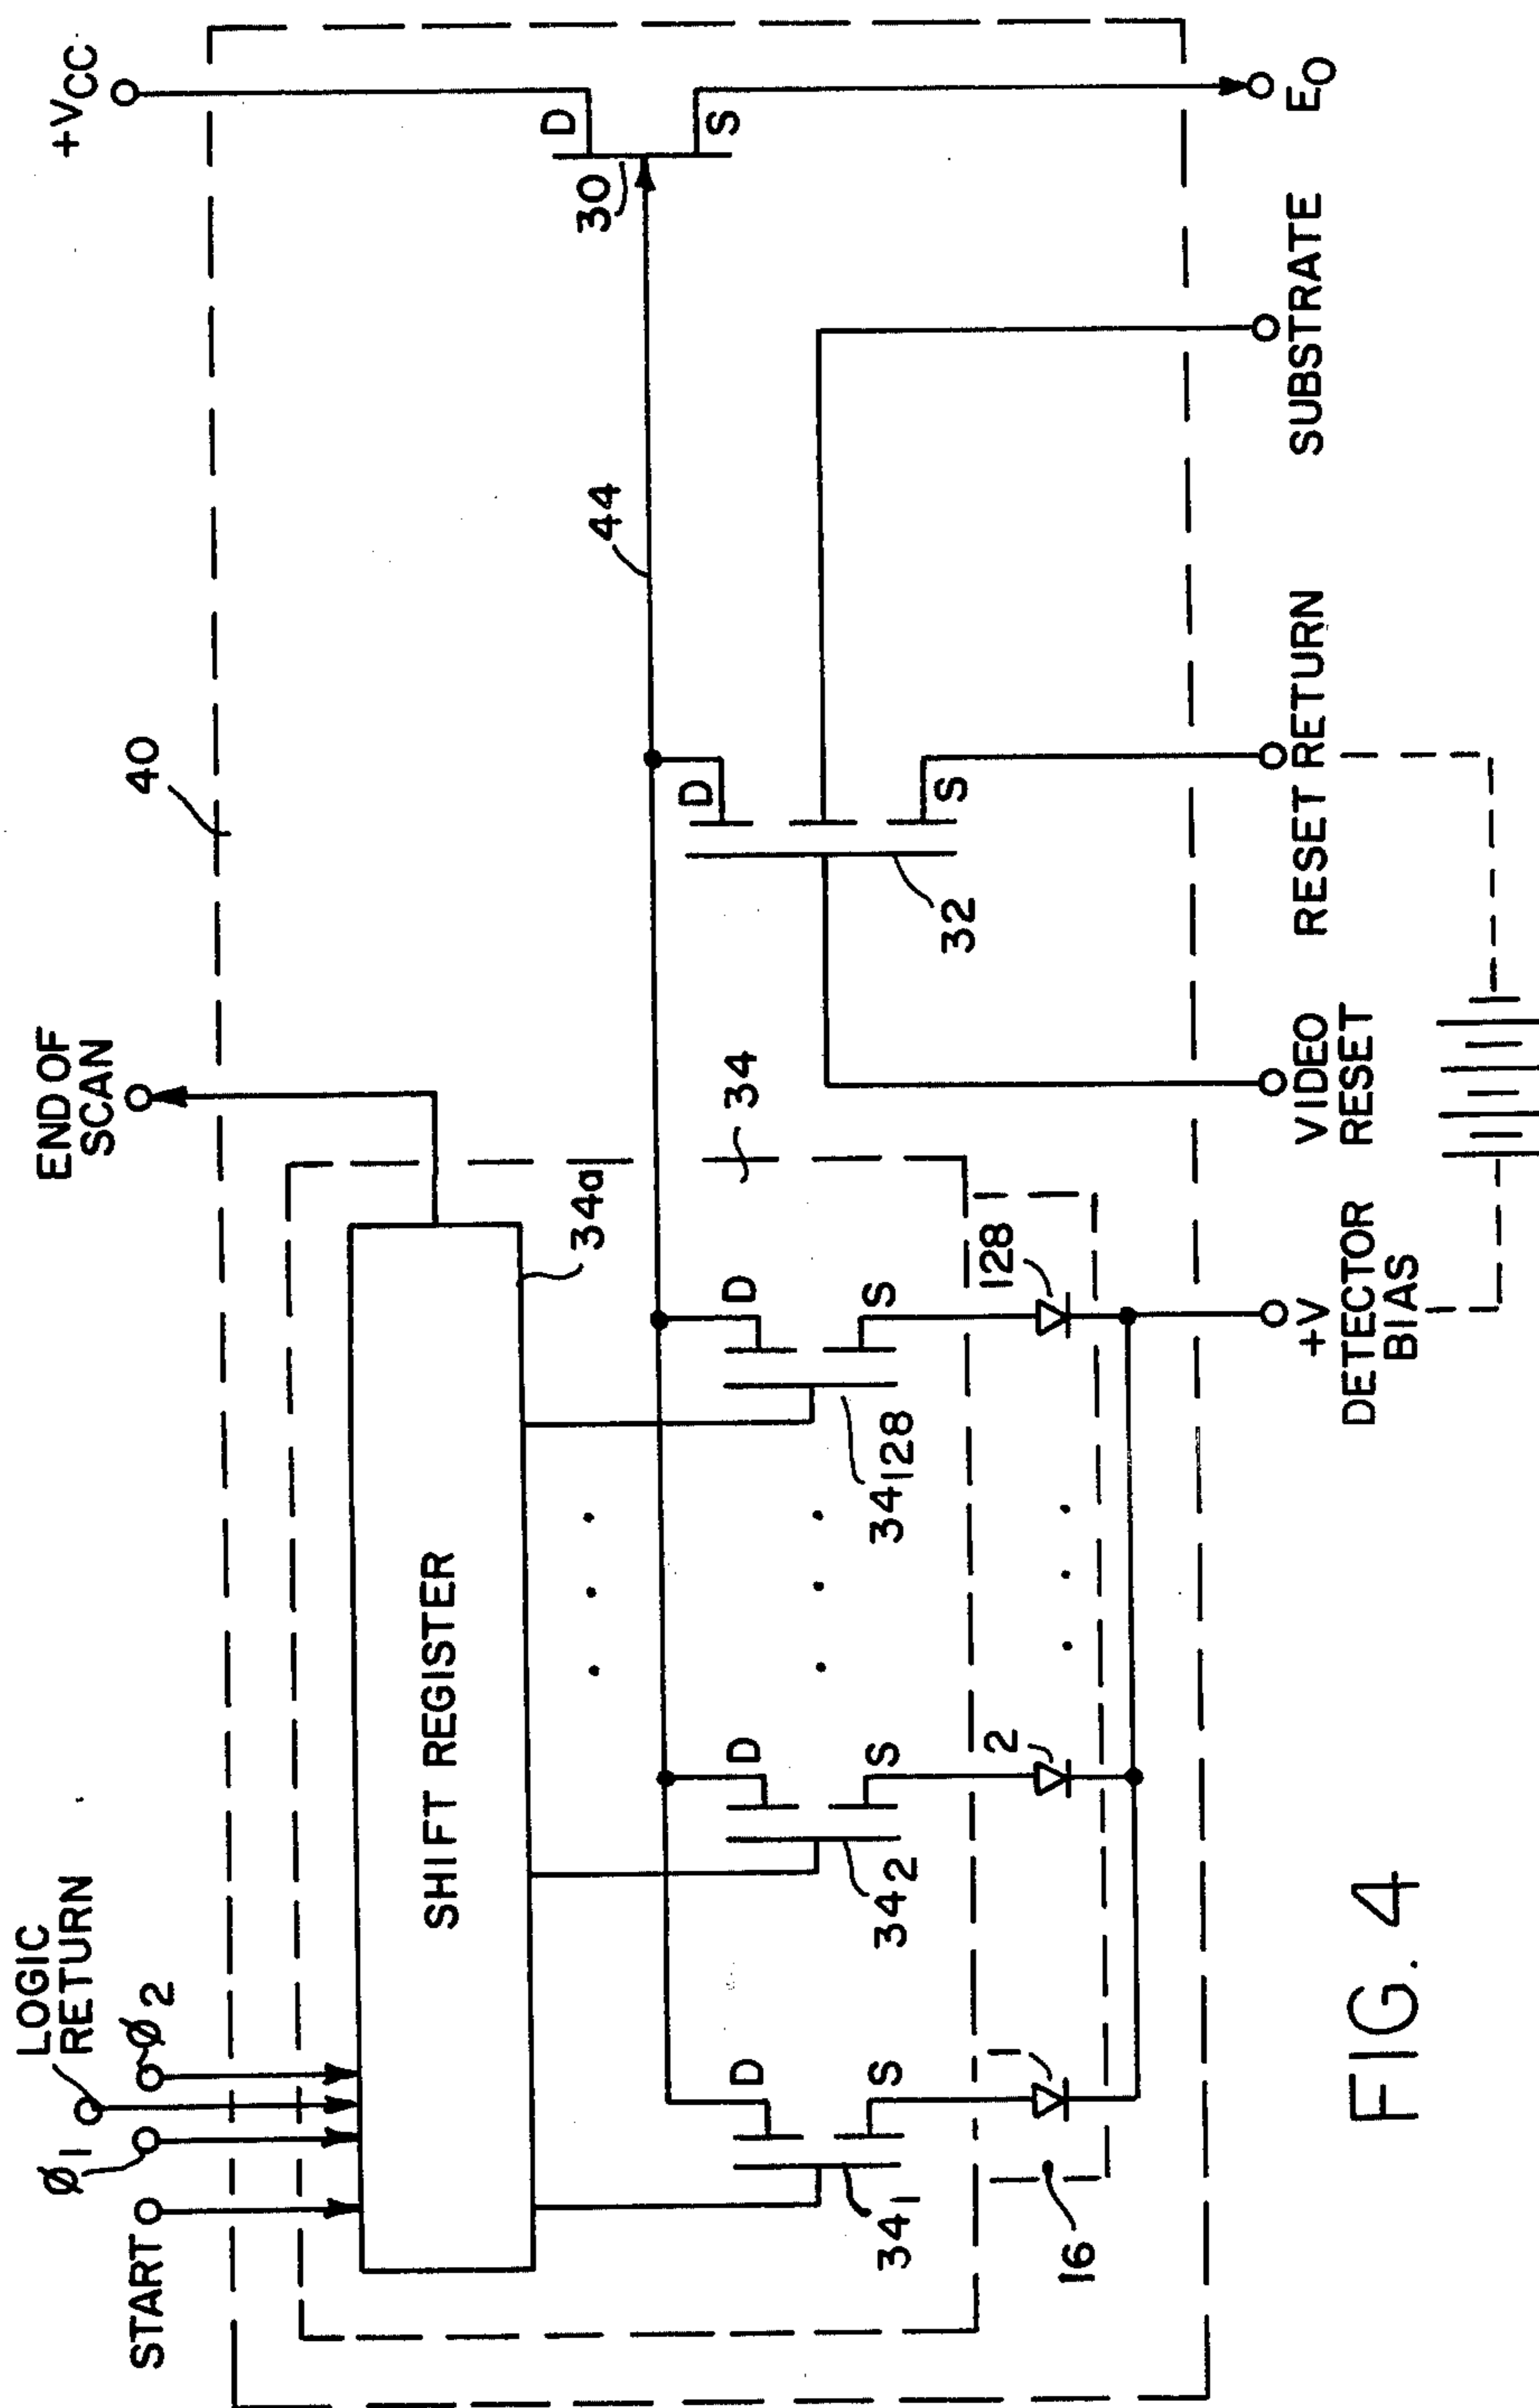 LOGIC
RETURN
START
Ø1
Ø2
END OF
SCAN
40
+VCC
SHIFT REGISTER
34a
34
44
30
D
S
D
S
341
D
S
342
D
S
34128
D
S
32
16
1
2
128
+V
DETECTOR
BIAS
VIDEO
RESET
RESET RETURN
SUBSTRATE
EO
FIG. 4